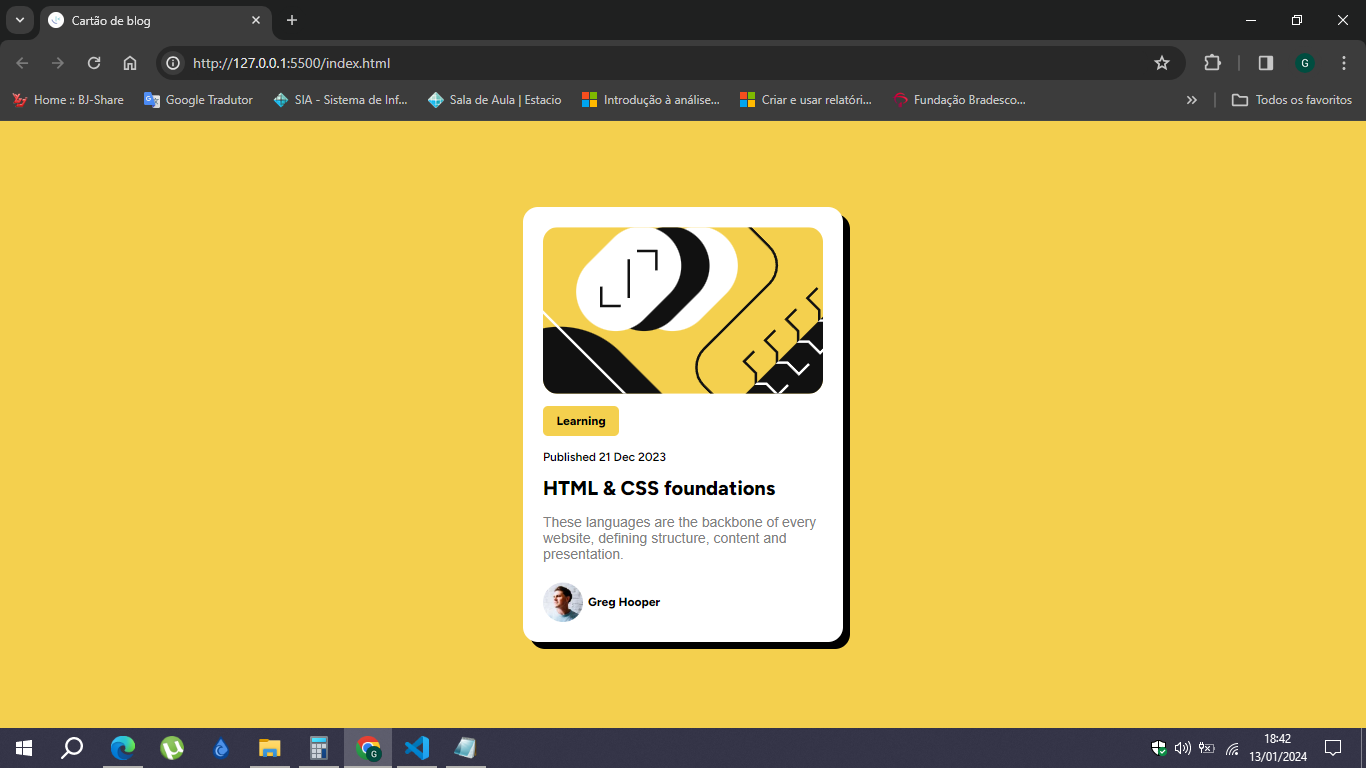 Cartão de blog
http://127.0.0.1:5500/index.html
G
Home :: BJ-Share
Google Tradutor
SIA - Sistema de Inf...
Sala de Aula | Estacio
Introdução à análise...
Criar e usar relatóri...
Fundação Bradesco...
Todos os favoritos
Learning
Published 21 Dec 2023
HTML & CSS foundations
These languages are the backbone of every
website, defining structure, content and
presentation.
Greg Hooper
G
18:42
13/01/2024